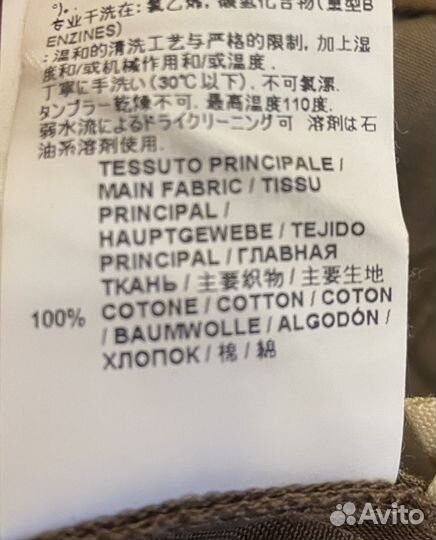 °).
专业干洗在: 氯乙烯, 碳氢化合物 (重型B
ENZINES)
: 温和的清洗工艺与严格的限制, 加上湿
度和/或机械作用和/或温度.
丁寧に手洗い (30℃以下). 不可氯漂.
タンブラー乾燥不可. 最高温度110度.
弱水流によるドライクリーニング可 溶剤は石
油系溶剤使用.
TESSUTO PRINCIPALE /
MAIN FABRIC / TISSU
PRINCIPAL /
HAUPTGEWEBE / TEJIDO
PRINCIPAL / ГЛАВНАЯ
ТКАНЬ / 主要织物 / 主要生地
100% COTONE / COTTON / COTON
/ BAUMWOLLE / ALGODÓN /
ХЛОПОК / 棉 / 綿
Avito